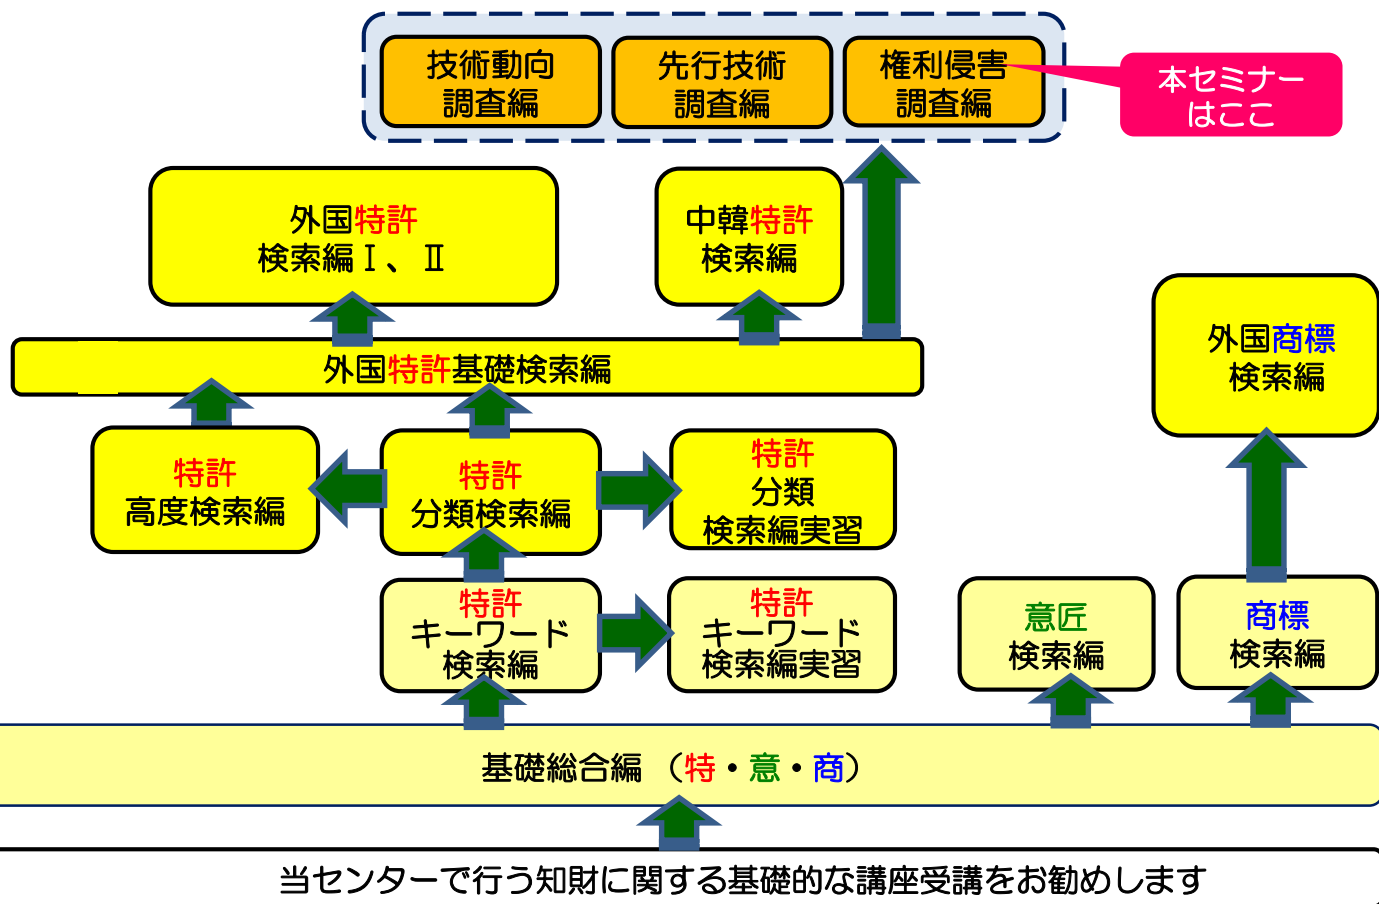 技術動向
調査編
先行技術
調査編
権利侵害
調査編
本セミナー
はここ
外国特許
検索編Ⅰ、Ⅱ
中韓特許
検索編
外国商標
検索編
外国特許基礎検索編
特許
高度検索編
特許
分類検索編
特許
分類
検索編実習
特許
キーワード
検索編
特許
キーワード
検索編実習
意匠
検索編
商標
検索編
基礎総合編（特・意・商）
当センターで行う知財に関する基礎的な講座受講をお勧めします